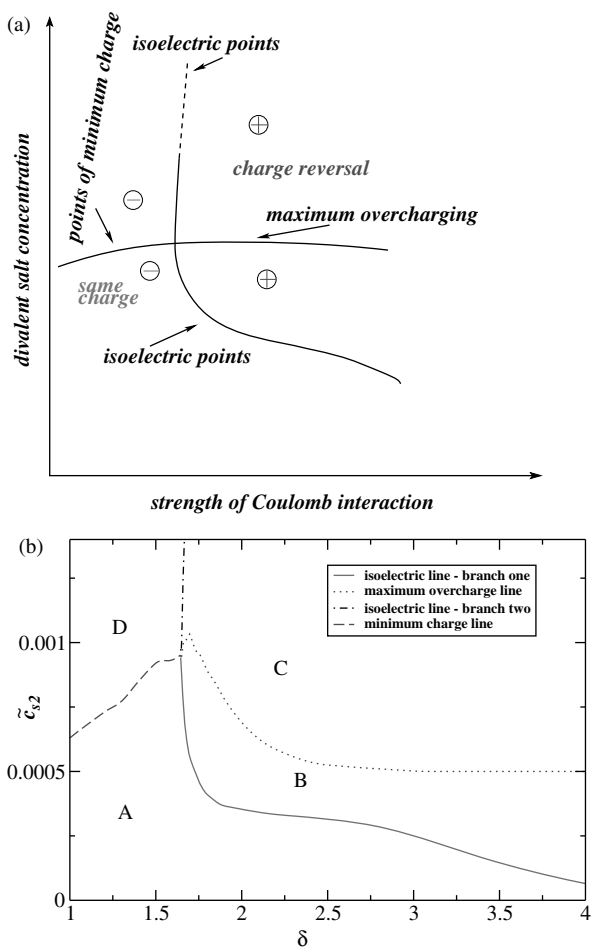 (a)
isoelectric points
points of minimum charge
divalent salt concentration
⊕
charge reversal
⊖
maximum overcharging
⊖
same
charge
⊕
isoelectric points
strength of Coulomb interaction
(b)
isoelectric line - branch one
maximum overcharge line
isoelectric line - branch two
minimum charge line
D
0.001
C
c̃s2
0.0005
B
A
0
1 1.5 2 2.5 3 3.5 4
δ